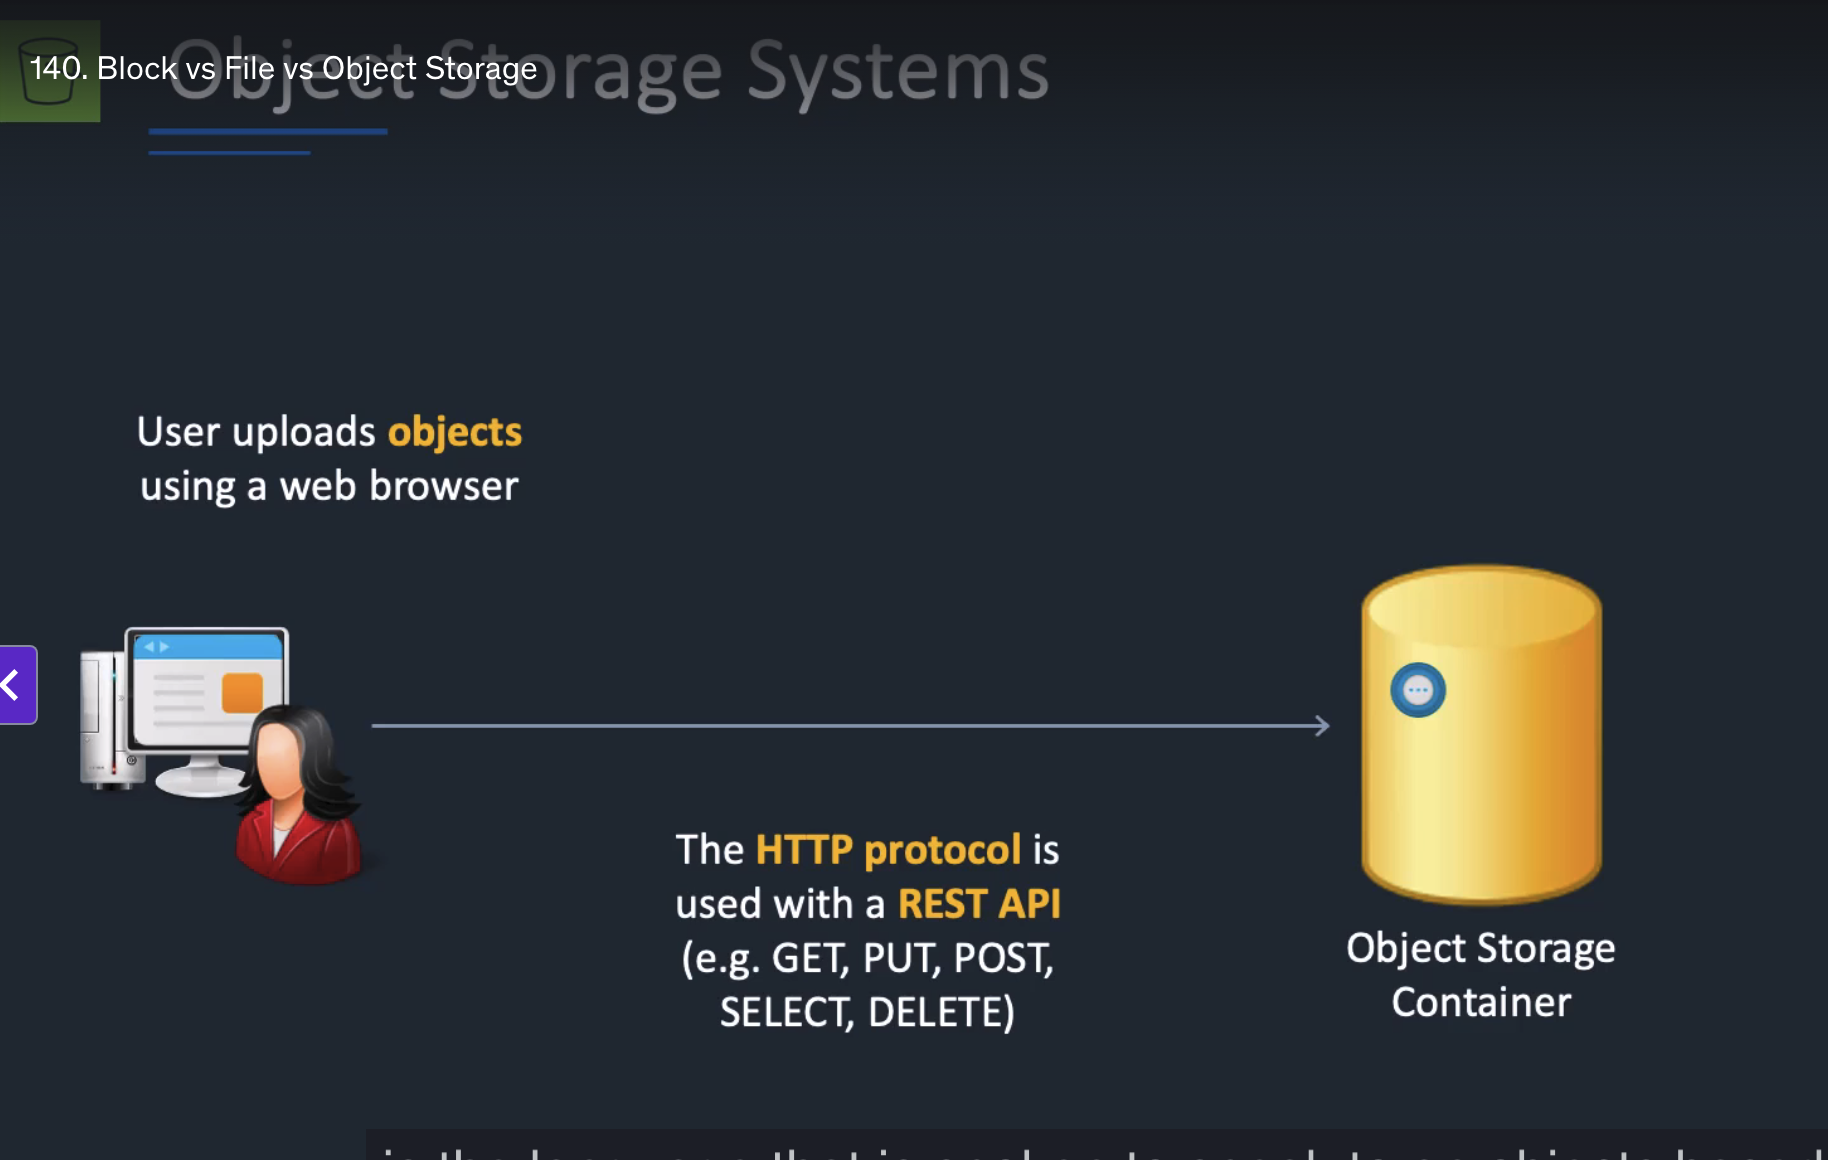 140. Block vs File vs Object Storage
Object Storage Systems
User uploads objects
using a web browser
The HTTP protocol is
used with a REST API
(e.g. GET, PUT, POST,
SELECT, DELETE)
Object Storage
Container